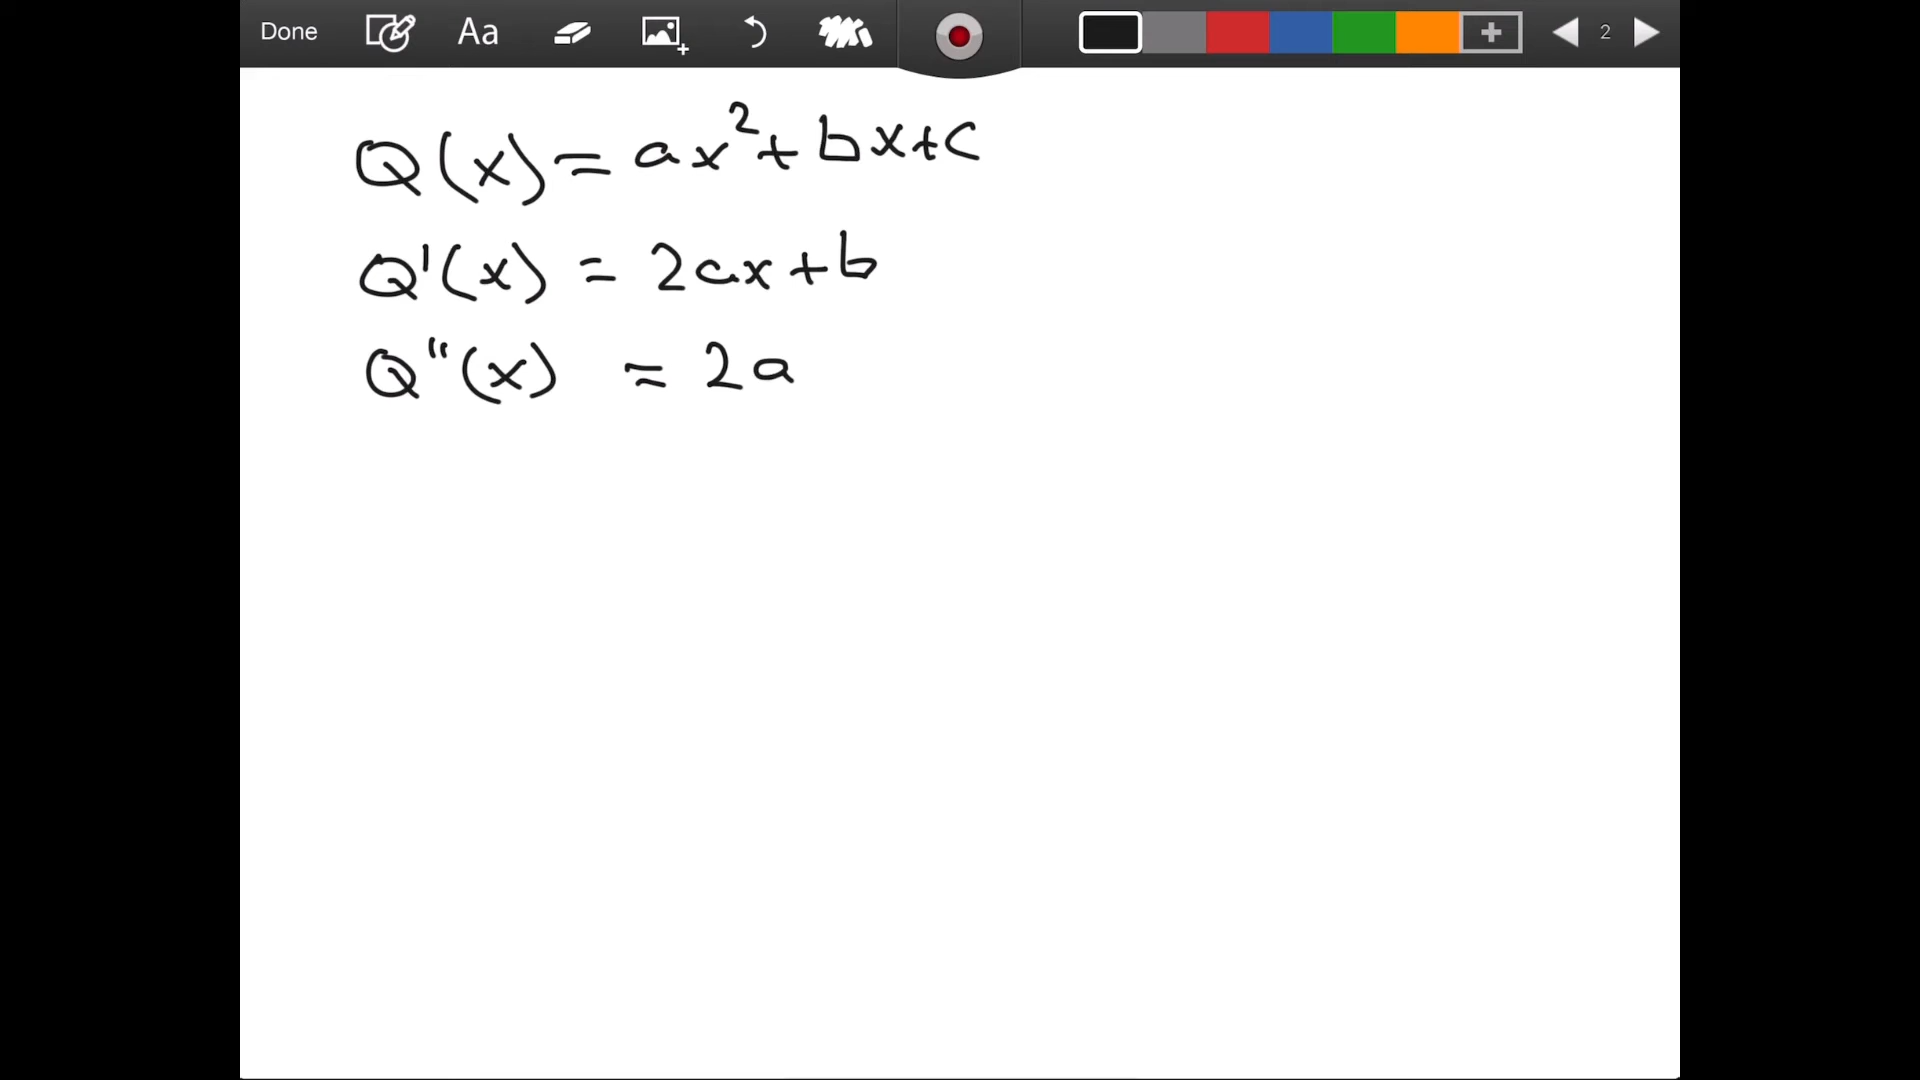 Done Aa 2
Q(x) = ax² + bx + c
Q'(x) = 2ax + b
Q"(x) = 2a